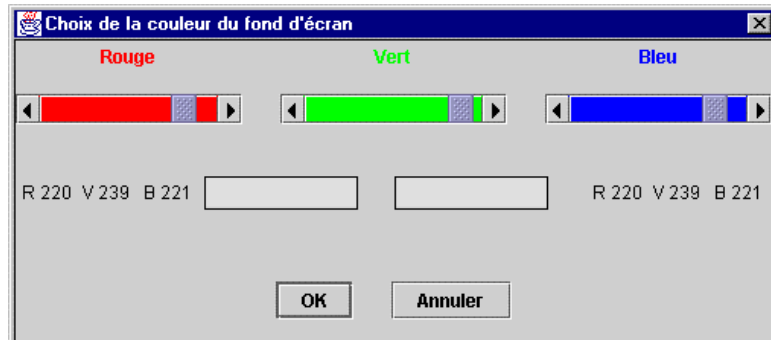 Choix de la couleur du fond d'écran
Rouge Vert Bleu
R 220 V 239 B 221 R 220 V 239 B 221
OK Annuler